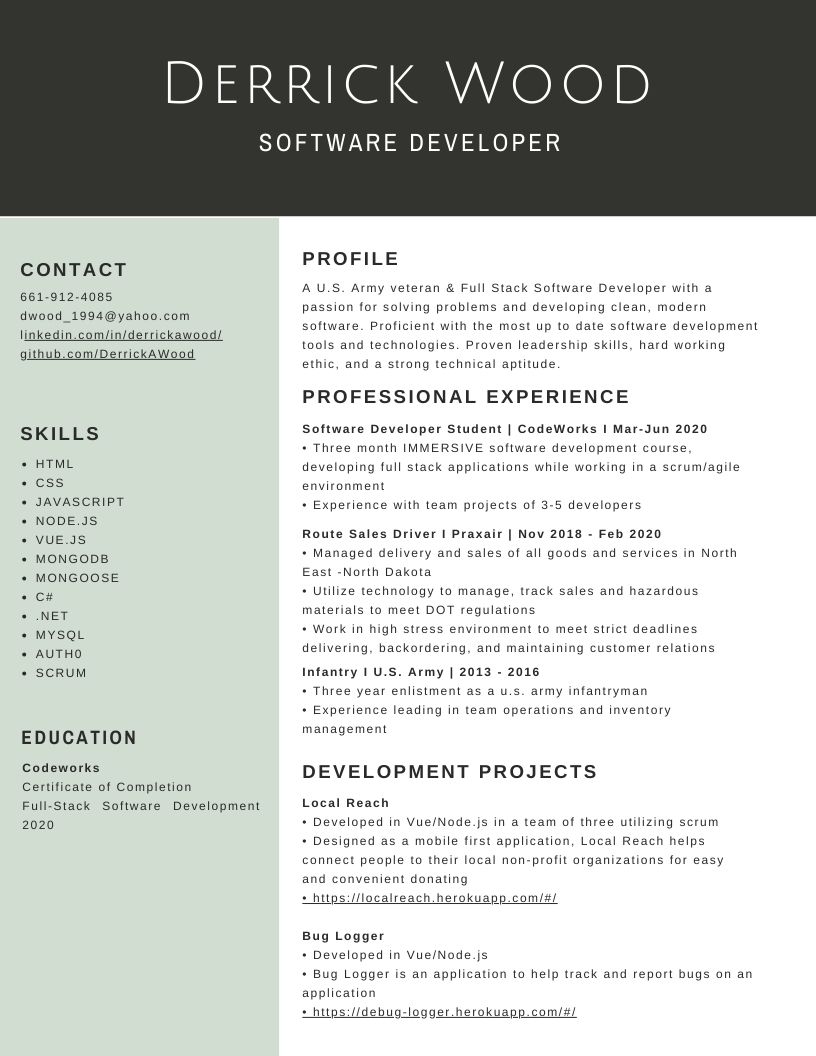 DERRICK WOOD
SOFTWARE DEVELOPER
CONTACT
661-912-4085
dwood_1994@yahoo.com
linkedin.com/in/derrickawood/
github.com/DerrickAWood
SKILLS
• HTML
• CSS
• JAVASCRIPT
• NODE.JS
• VUE.JS
• MONGODB
• MONGOOSE
• C#
• .NET
• MYSQL
• AUTH0
• SCRUM
EDUCATION
Codeworks
Certificate of Completion
Full-Stack Software Development
2020
PROFILE
A U.S. Army veteran & Full Stack Software Developer with a
passion for solving problems and developing clean, modern
software. Proficient with the most up to date software development
tools and technologies. Proven leadership skills, hard working
ethic, and a strong technical aptitude.
PROFESSIONAL EXPERIENCE
Software Developer Student | CodeWorks I Mar-Jun 2020
• Three month IMMERSIVE software development course,
developing full stack applications while working in a scrum/agile
environment
• Experience with team projects of 3-5 developers
Route Sales Driver I Praxair | Nov 2018 - Feb 2020
• Managed delivery and sales of all goods and services in North
East -North Dakota
• Utilize technology to manage, track sales and hazardous
materials to meet DOT regulations
• Work in high stress environment to meet strict deadlines
delivering, backordering, and maintaining customer relations
Infantry I U.S. Army | 2013 - 2016
• Three year enlistment as a u.s. army infantryman
• Experience leading in team operations and inventory
management
DEVELOPMENT PROJECTS
Local Reach
• Developed in Vue/Node.js in a team of three utilizing scrum
• Designed as a mobile first application, Local Reach helps
connect people to their local non-profit organizations for easy
and convenient donating
• https://localreach.herokuapp.com/#/
Bug Logger
• Developed in Vue/Node.js
• Bug Logger is an application to help track and report bugs on an
application
• https://debug-logger.herokuapp.com/#/